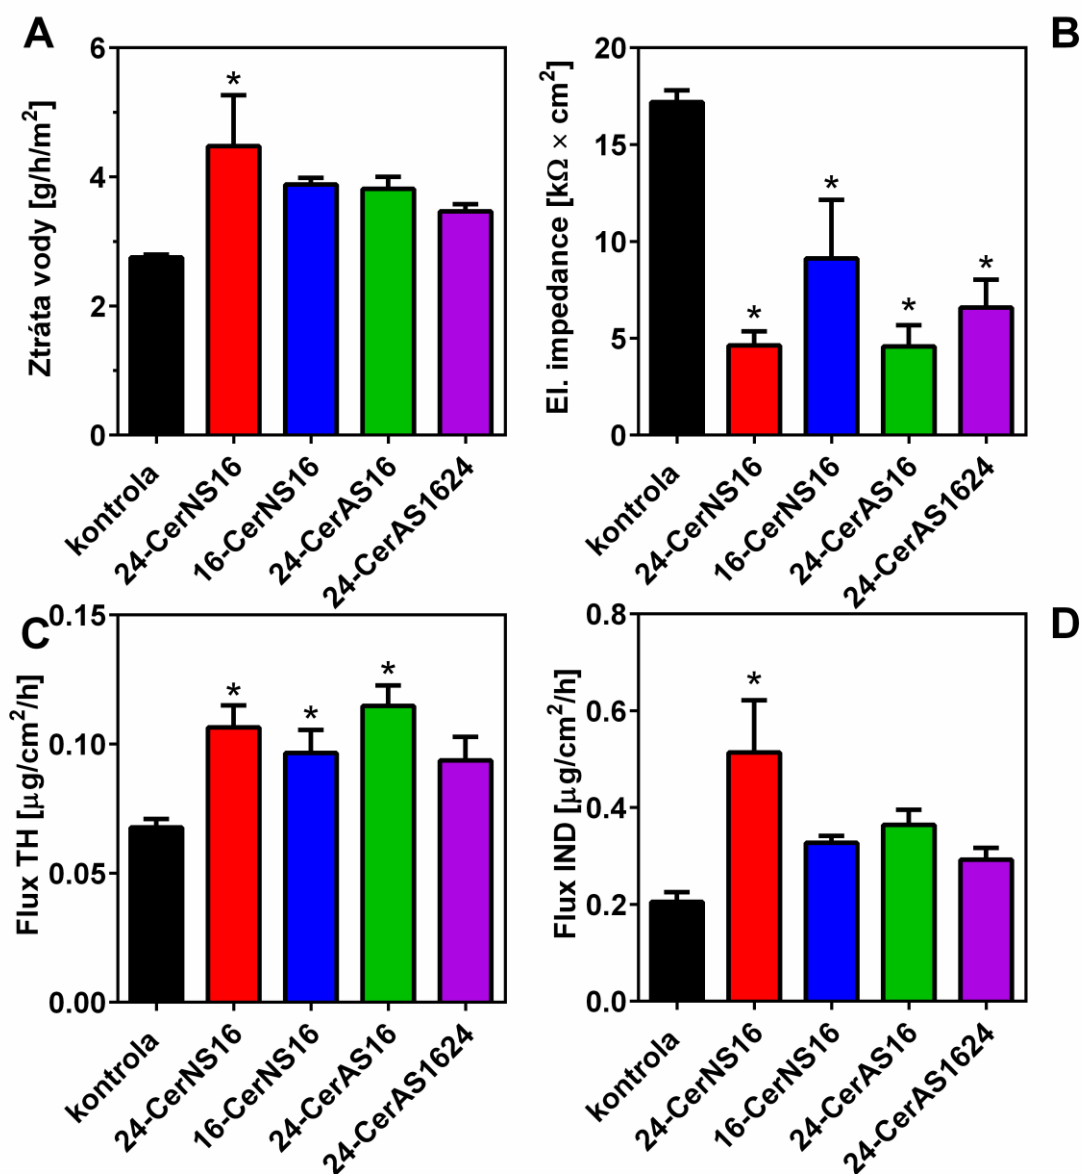 A
Ztráta vody [g/h/m²]
6
4
2
0
*
kontrola
24-CerNS16
16-CerNS16
24-CerAS16
24-CerAS1624
B
El. impedance [kΩ × cm²]
20
15
10
5
0
*
*
*
*
kontrola
24-CerNS16
16-CerNS16
24-CerAS16
24-CerAS1624
C
Flux TH [µg/cm²/h]
0.15
0.10
0.05
0.00
*
*
*
kontrola
24-CerNS16
16-CerNS16
24-CerAS16
24-CerAS1624
D
Flux IND [µg/cm²/h]
0.8
0.6
0.4
0.2
0.0
*
kontrola
24-CerNS16
16-CerNS16
24-CerAS16
24-CerAS1624